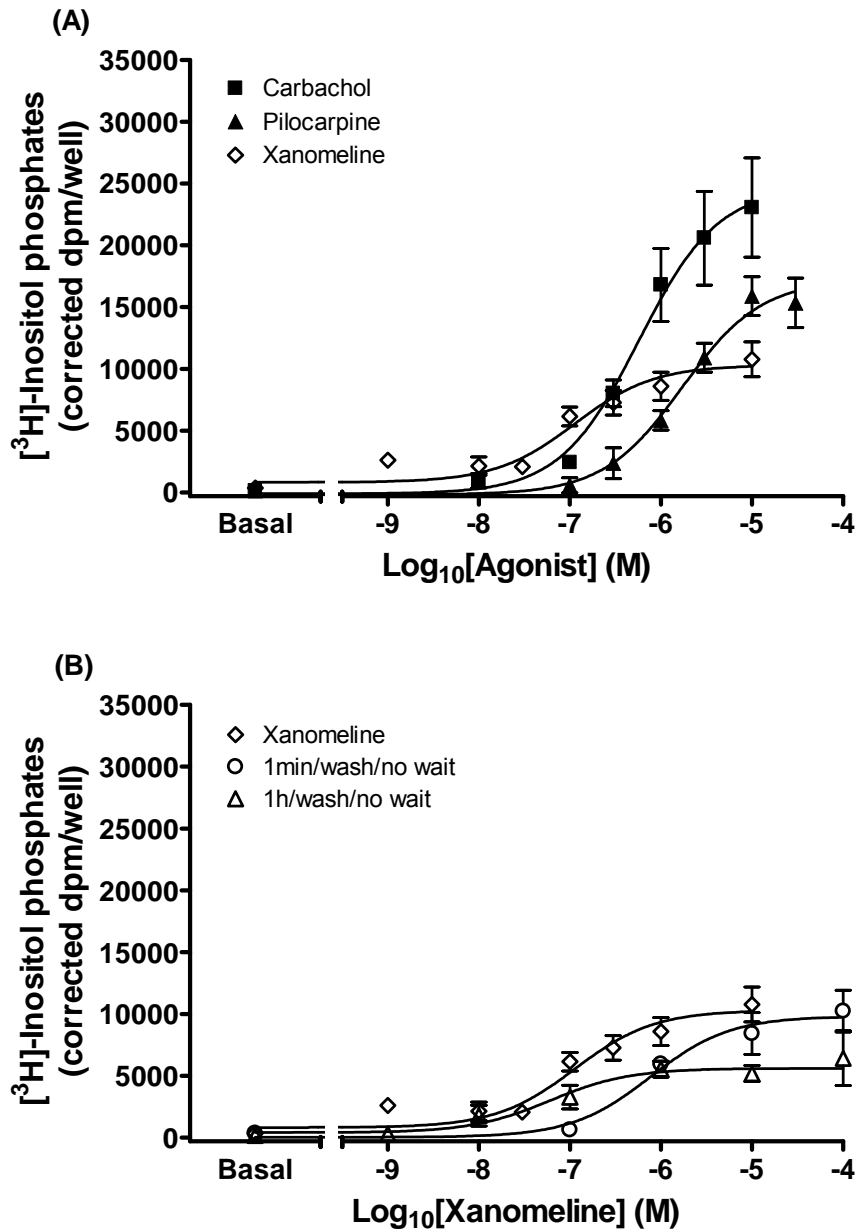 (A)
35000
30000
25000
20000
15000
10000
5000
0
[³H]-Inositol phosphates
(corrected dpm/well)
Carbachol
Pilocarpine
Xanomeline
Basal -9 -8 -7 -6 -5 -4
Log₁₀[Agonist] (M)
(B)
35000
30000
25000
20000
15000
10000
5000
0
[³H]-Inositol phosphates
(corrected dpm/well)
Xanomeline
1min/wash/no wait
1h/wash/no wait
Basal -9 -8 -7 -6 -5 -4
Log₁₀[Xanomeline] (M)